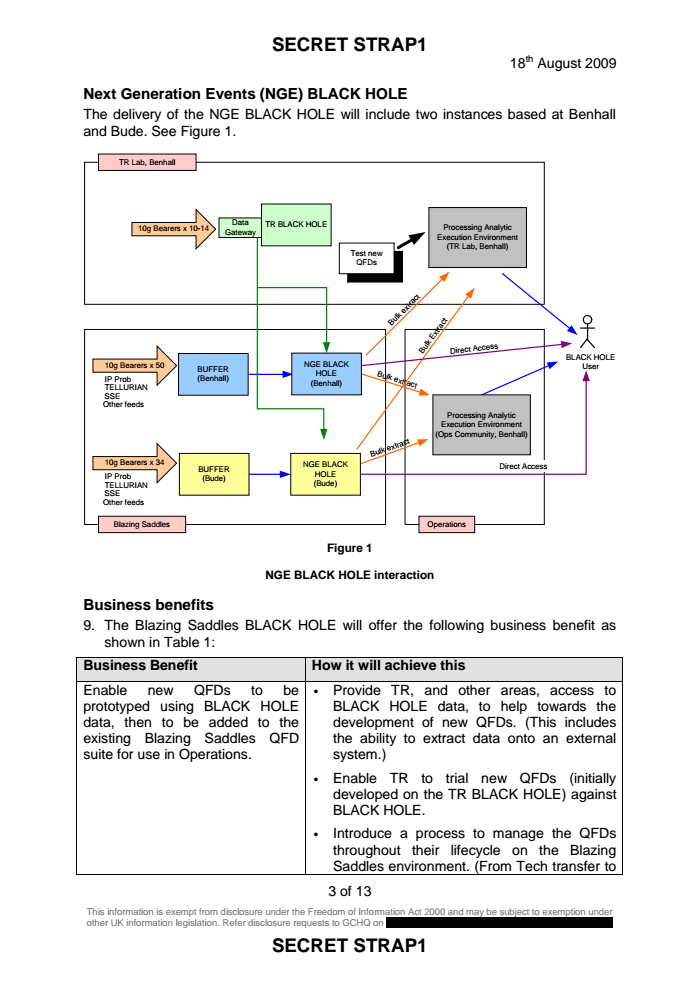 SECRET STRAP1
18th August 2009
Next Generation Events (NGE) BLACK HOLE
The delivery of the NGE BLACK HOLE will include two instances based at Benhall
and Bude. See Figure 1.
TR Lab, Benhall
10g Bearers x 10-14
Data
Gateway
TR BLACK HOLE
Test new
QFDs
Processing Analytic
Execution Environment
(TR Lab, Benhall)
Bulk extract
Bulk Extract
Direct Access
BLACK HOLE
User
10g Bearers x 50
IP Prob
TELLURIAN
SSE
Other feeds
BUFFER
(Benhall)
NGE BLACK
HOLE
(Benhall)
Bulk extract
Processing Analytic
Execution Environment
(Ops Community, Benhall)
Bulk extract
10g Bearers x 34
IP Prob
TELLURIAN
SSE
Other feeds
BUFFER
(Bude)
NGE BLACK
HOLE
(Bude)
Direct Access
Blazing Saddles
Operations
Figure 1
NGE BLACK HOLE interaction
Business benefits
9. The Blazing Saddles BLACK HOLE will offer the following business benefit as
shown in Table 1:
Business Benefit
How it will achieve this
Enable new QFDs to be
prototyped using BLACK HOLE
data, then to be added to the
existing Blazing Saddles QFD
suite for use in Operations.
• Provide TR, and other areas, access to
BLACK HOLE data, to help towards the
development of new QFDs. (This includes
the ability to extract data onto an external
system.)
• Enable TR to trial new QFDs (initially
developed on the TR BLACK HOLE) against
BLACK HOLE.
• Introduce a process to manage the QFDs
throughout their lifecycle on the Blazing
Saddles environment. (From Tech transfer to
3 of 13
This information is exempt from disclosure under the Freedom of Information Act 2000 and may be subject to exemption under
other UK information legislation. Refer disclosure requests to GCHQ on
SECRET STRAP1